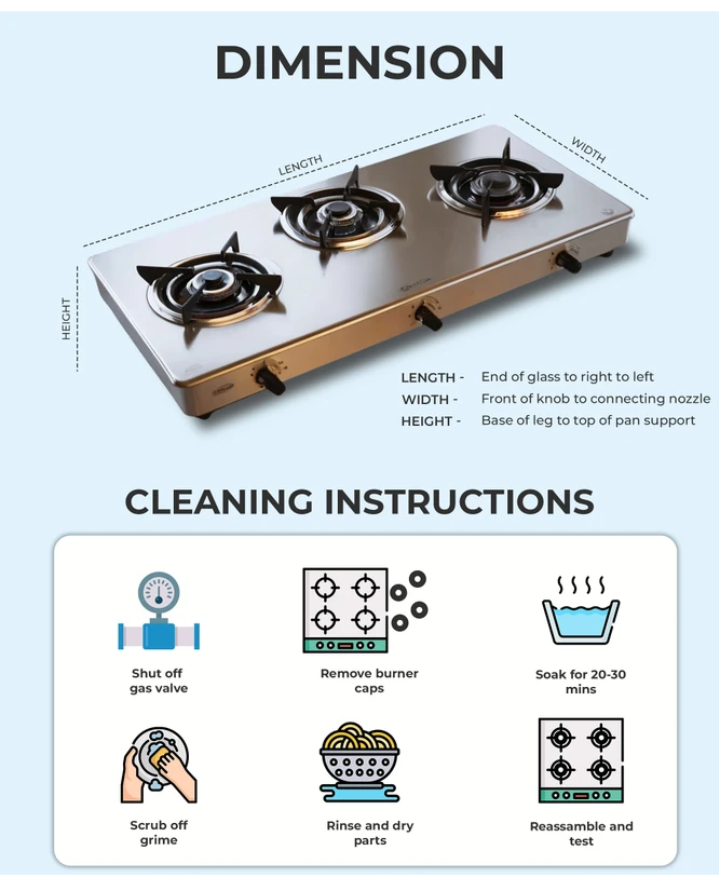 DIMENSION
LENGTH
WIDTH
HEIGHT
LENGTH - End of glass to right to left
WIDTH - Front of knob to connecting nozzle
HEIGHT - Base of leg to top of pan support
CLEANING INSTRUCTIONS
Shut off
gas valve
Remove burner
caps
Soak for 20-30
mins
Scrub off
grime
Rinse and dry
parts
Reassamble and
test